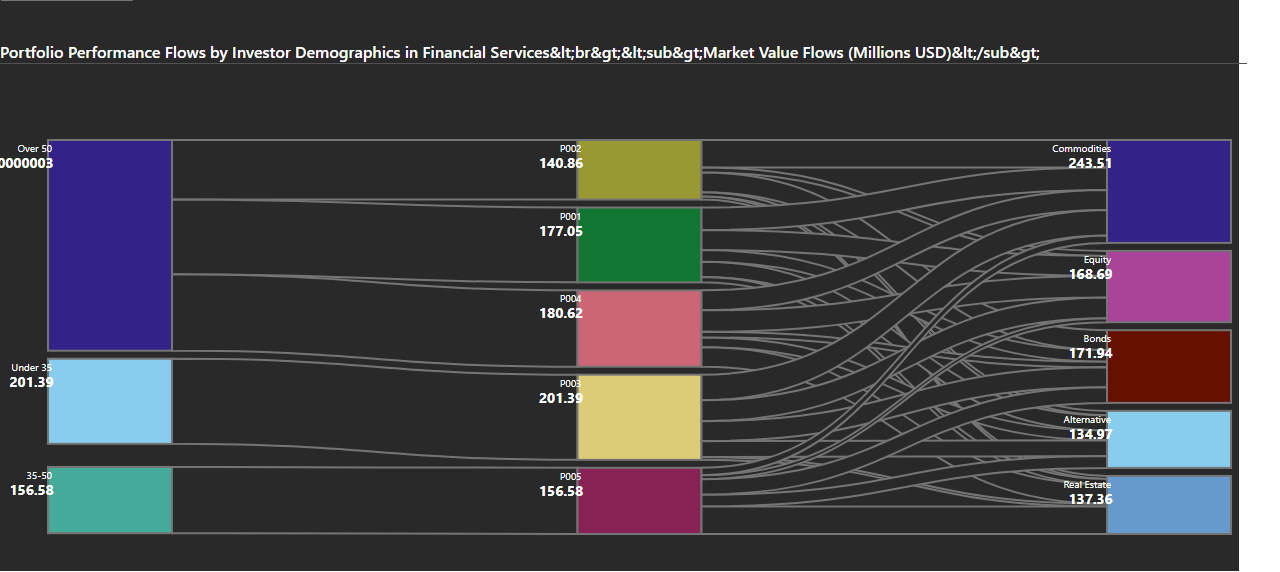 Portfolio Performance Flows by Investor Demographics in Financial Services&lt;br&gt;&lt;sub&gt;Market Value Flows (Millions USD)&lt;/sub&gt;
Over 50
0000003
P002
140.86
Commodities
243.51
P001
177.05
Equity
168.69
P004
180.62
Bonds
171.94
Under 35
201.39
P003
201.39
Alternative
134.97
35-50
156.58
P005
156.58
Real Estate
137.36